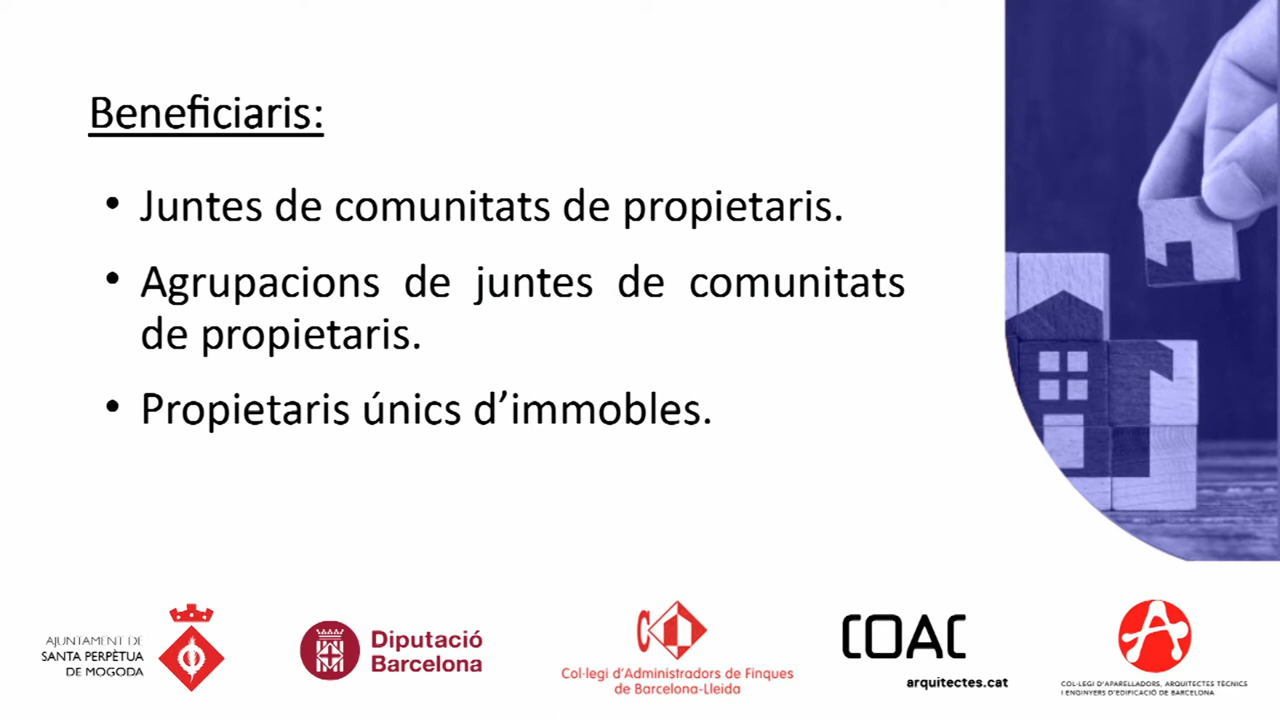 Beneficiaris:
• Juntes de comunitats de propietaris.
• Agrupacions de juntes de comunitats
de propietaris.
• Propietaris únics d’immobles.
AJUNTAMENT DE
SANTA PERPÈTUA
DE MOGODA
Diputació
Barcelona
Col·legi d’Administradors de Finques
de Barcelona-Lleida
COAC
arquitectes.cat
COL·LEGI D'APARELLADORS, ARQUITECTES TÈCNICS
I ENGINYERS D'EDIFICACIÓ DE BARCELONA